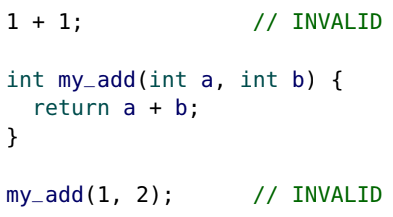 1 + 1;             // INVALID
int my_add(int a, int b) {
  return a + b;
}
my_add(1, 2);      // INVALID